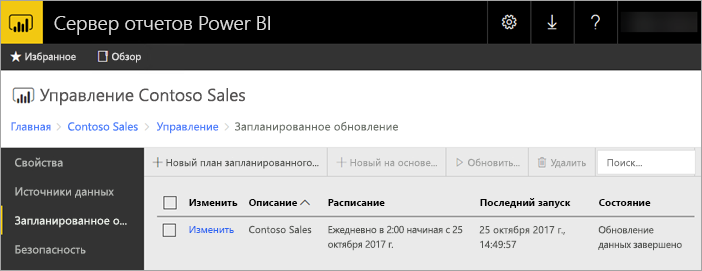 Сервер отчетов Power BI
?
Избранное Обзор
Управление Contoso Sales
Главная > Contoso Sales > Управление > Запланированное обновление
Свойства
Источники данных
Запланированное о...
Безопасность
+ Новый план запланированного... + Новый на основе... Обновить... Удалить Поиск...
Изменить Описание Расписание Последний запуск Состояние
Изменить Contoso Sales Ежедневно в 2:00 начиная с 25 25 октября 2017 г., Обновление
октября 2017 г. 14:49:57 данных завершено